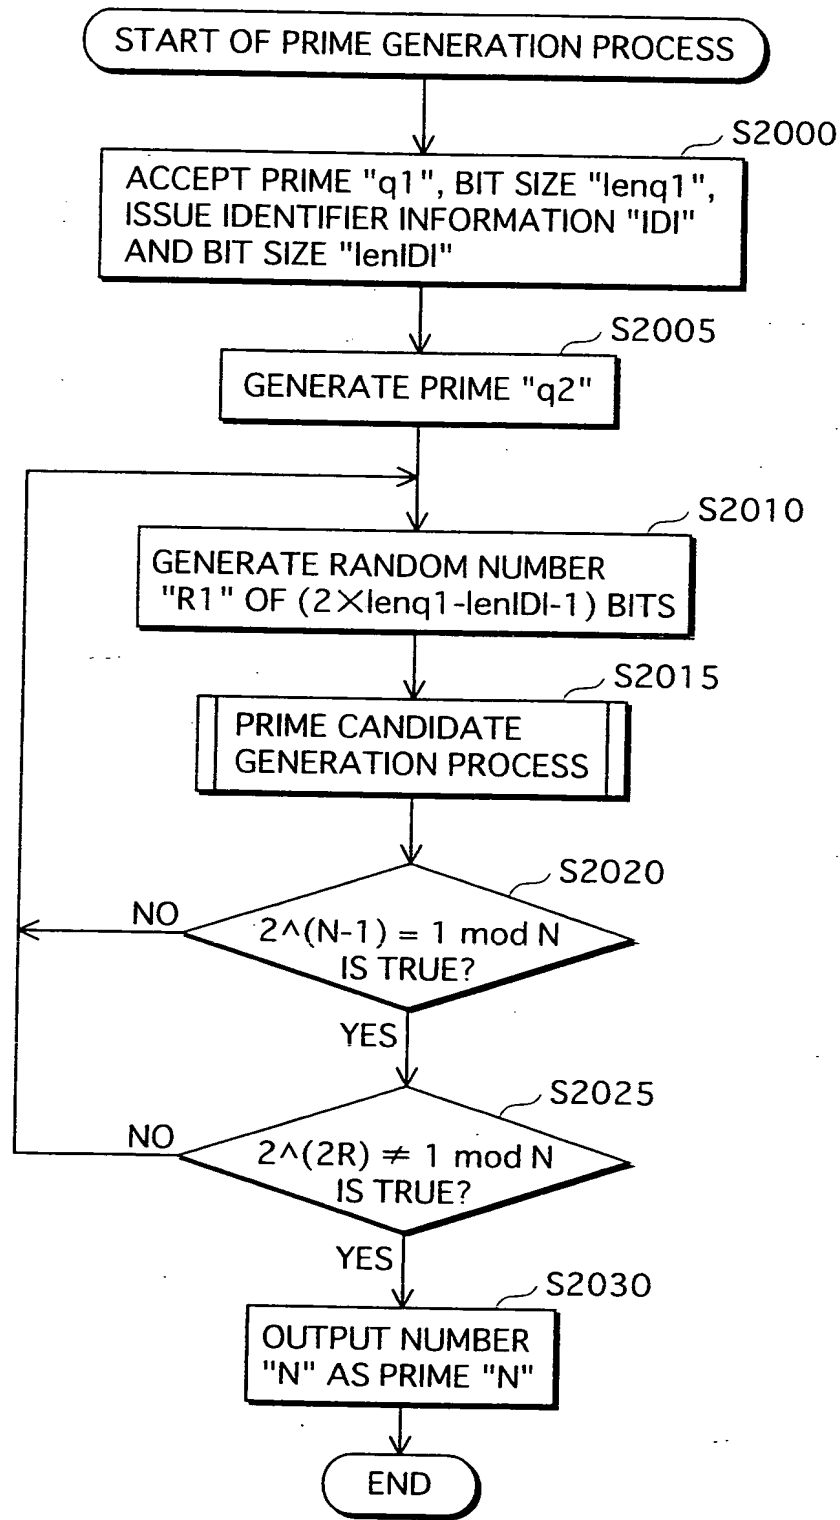 START OF PRIME GENERATION PROCESS
S2000
ACCEPT PRIME "q1", BIT SIZE "lenq1",
ISSUE IDENTIFIER INFORMATION "IDI"
AND BIT SIZE "lenIDI"
S2005
GENERATE PRIME "q2"
S2010
GENERATE RANDOM NUMBER
"R1" OF (2×lenq1-lenIDI-1) BITS
S2015
PRIME CANDIDATE
GENERATION PROCESS
S2020
NO
2^(N-1) = 1 mod N
IS TRUE?
YES
S2025
NO
2^(2R) ≠ 1 mod N
IS TRUE?
YES
S2030
OUTPUT NUMBER
"N" AS PRIME "N"
END